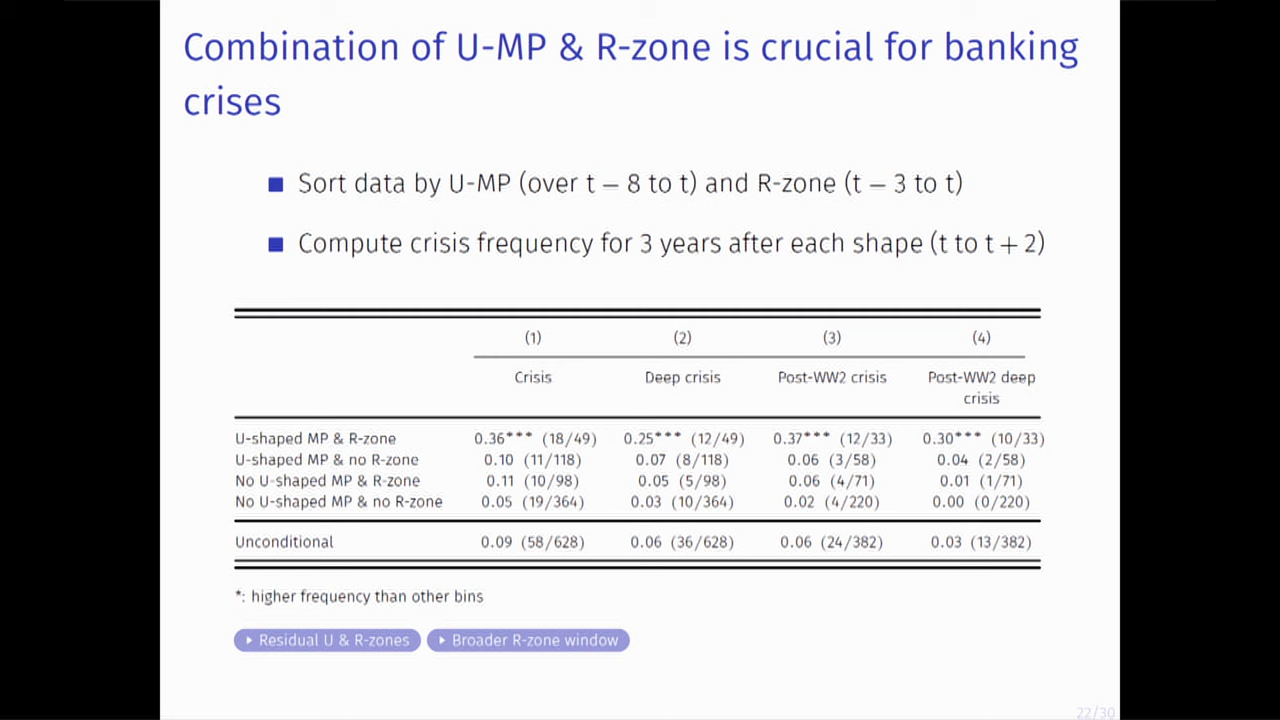 Combination of U-MP & R-zone is crucial for banking
crises
Sort data by U-MP (over t – 8 to t) and R-zone (t – 3 to t)
Compute crisis frequency for 3 years after each shape (t to t + 2)
(1) (2) (3) (4)
Crisis Deep crisis Post-WW2 crisis Post-WW2 deep
crisis
U-shaped MP & R-zone 0.36*** (18/49) 0.25*** (12/49) 0.37*** (12/33) 0.30*** (10/33)
U-shaped MP & no R-zone 0.10 (11/118) 0.07 (8/118) 0.06 (3/58) 0.04 (2/58)
No U-shaped MP & R-zone 0.11 (10/98) 0.05 (5/98) 0.06 (4/71) 0.01 (1/71)
No U-shaped MP & no R-zone 0.05 (19/364) 0.03 (10/364) 0.02 (4/220) 0.00 (0/220)
Unconditional 0.09 (58/628) 0.06 (36/628) 0.06 (24/382) 0.03 (13/382)
*: higher frequency than other bins
Residual U & R-zones Broader R-zone window
22/30